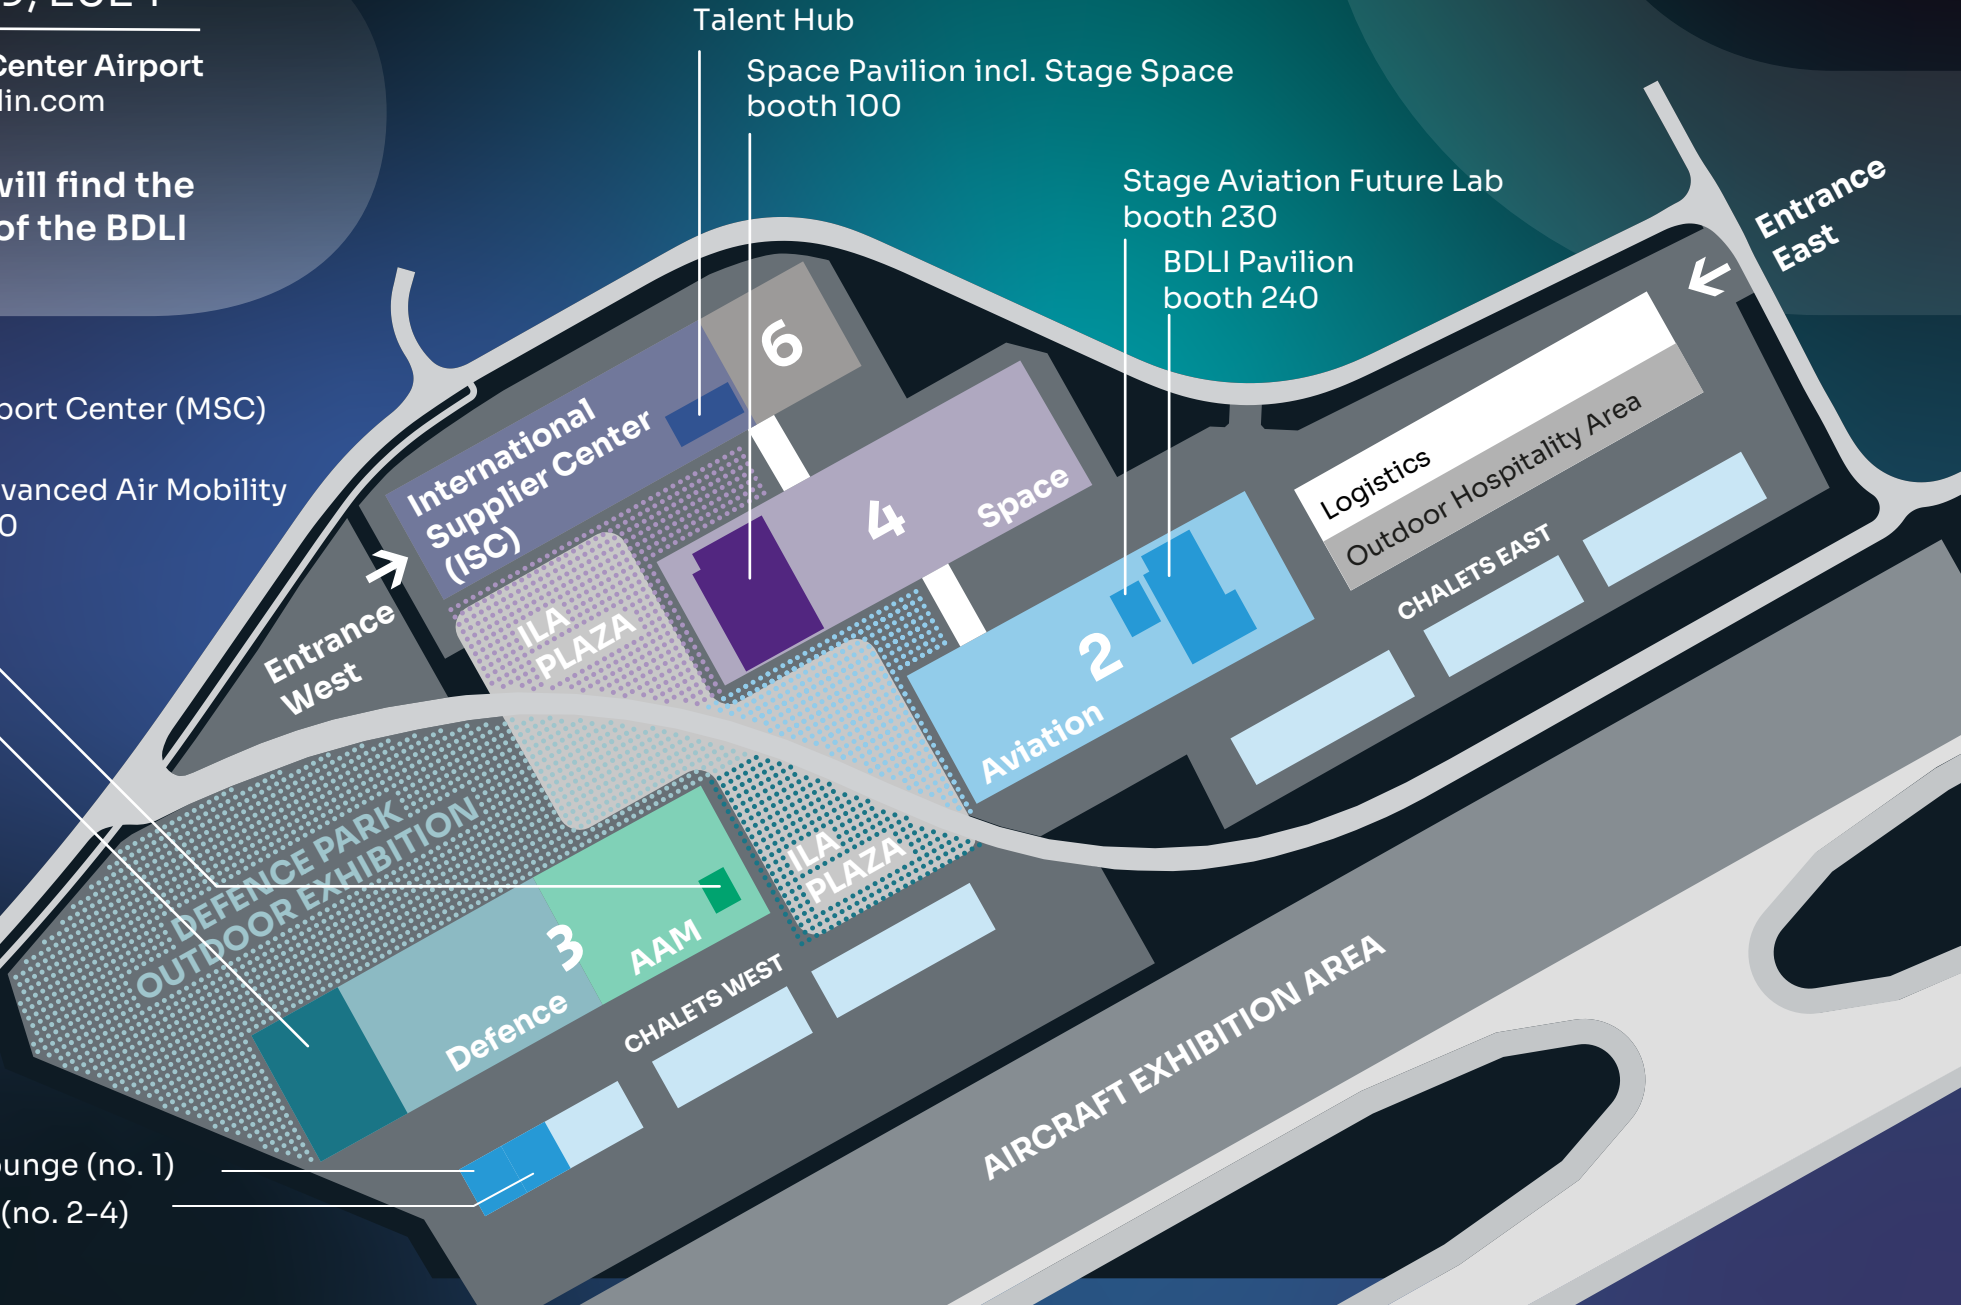 Center Airport
lin.com
will find the
of the BDLI
Talent Hub
Space Pavilion incl. Stage Space
booth 100
Stage Aviation Future Lab
booth 230
BDLI Pavilion
booth 240
Entrance
East
port Center (MSC)
vanced Air Mobility
0
6
International
Supplier Center
(ISC)
4
Space
Logistics
Outdoor Hospitality Area
CHALETS EAST
ILA
PLAZA
Entrance
West
2
Aviation
DEFENCE PARK
OUTDOOR EXHIBITION
ILA
PLAZA
3
AAM
Defence
CHALETS WEST
AIRCRAFT EXHIBITION AREA
ounge (no. 1)
(no. 2-4)